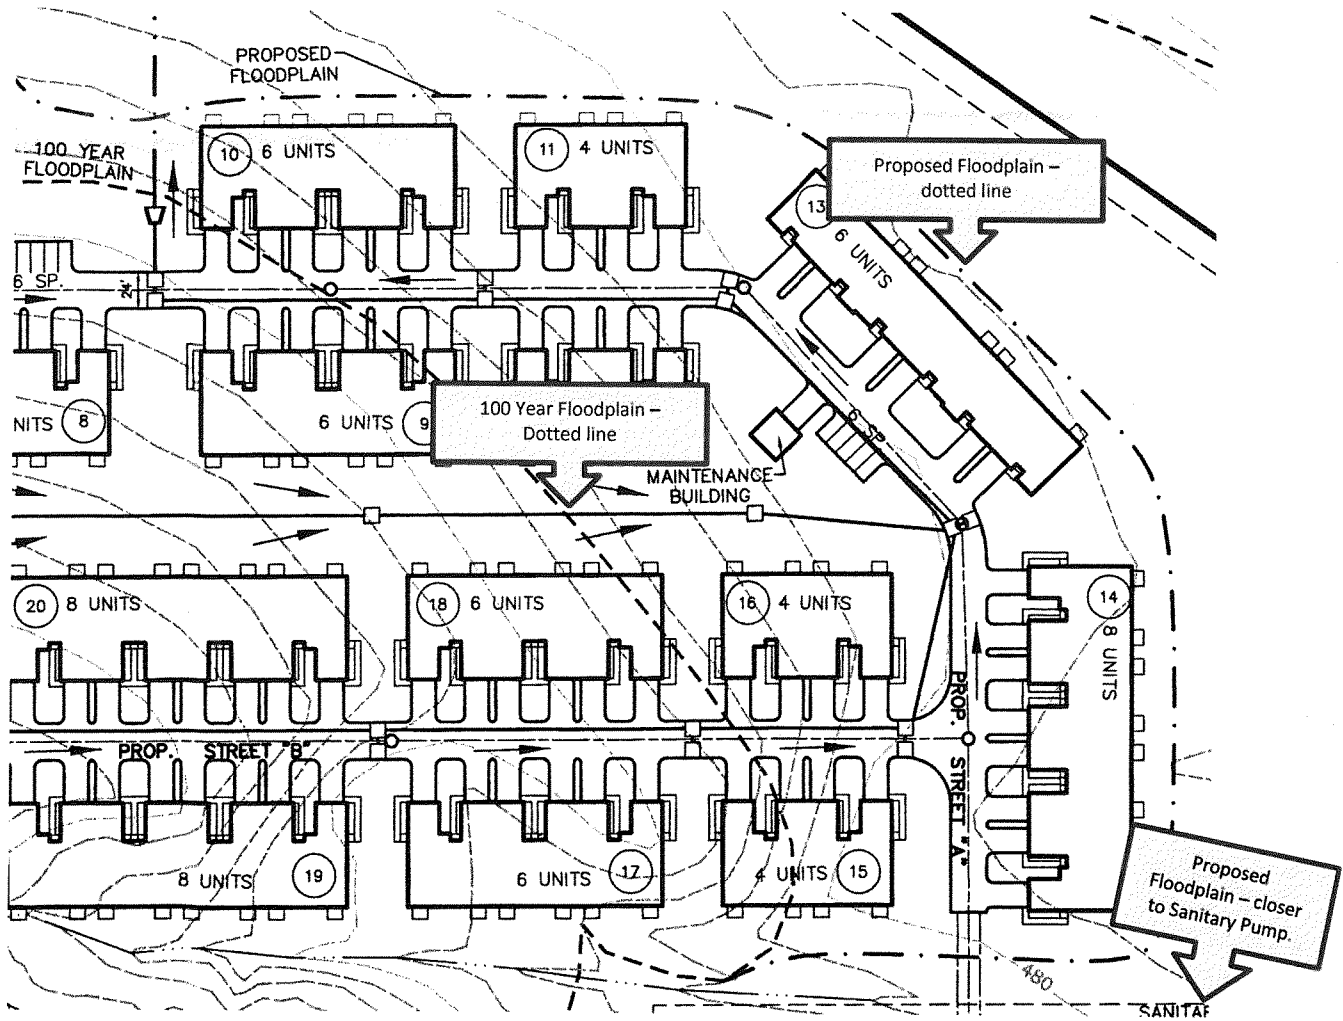 PROPOSED
FLOODPLAIN
100 YEAR
FLOODPLAIN
10 6 UNITS
11 4 UNITS
Proposed Floodplain –
dotted line
13
6 UNITS
6 SP.
24'
8
6 UNITS 9
100 Year Floodplain –
Dotted line
6 SP.
MAINTENANCE
BUILDING
20 8 UNITS
18 6 UNITS
16 4 UNITS
14
8 UNITS
PROP. STREET "B"
PROP. STREET "A"
8 UNITS 19
6 UNITS 17
4 UNITS 15
Proposed
Floodplain – closer
to Sanitary Pump.
480